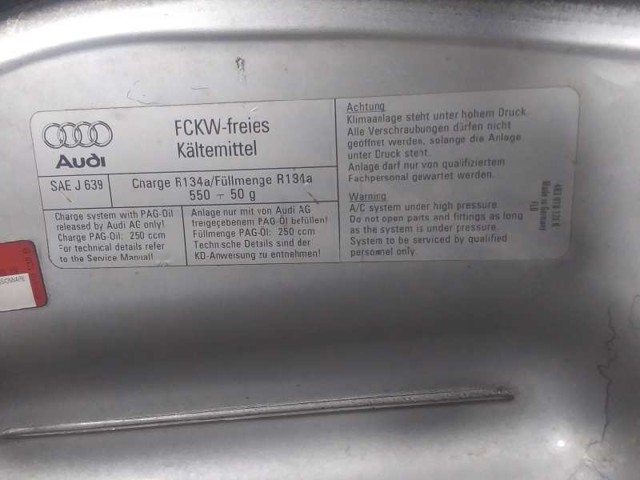 Audi
SAE J 639
FCKW-freies
Kältemittel
Charge R134a/Füllmenge R134a
550 - 50 g
Charge system with PAG-Oil
released by Audi AG only!
Charge PAG-Oil: 250 ccm
For technical details refer
to the Service Manual!
Anlage nur mit von Audi AG
freigegebenem PAG-Öl befüllen!
Füllmenge PAG-Öl: 250 ccm
Technische Details sind der
KD-Anweisung zu entnehmen!
Achtung
Klimaanlage steht unter hohem Druck.
Alle Verschraubungen dürfen nicht
geöffnet werden, solange die Anlage
unter Druck steht.
Anlage darf nur von qualifiziertem
Fachpersonal gewartet werden.
Warning
A/C system under high pressure.
Do not open parts and fittings as long
as the system is under pressure.
System to be serviced by qualified
personnel only.
Made in Germany